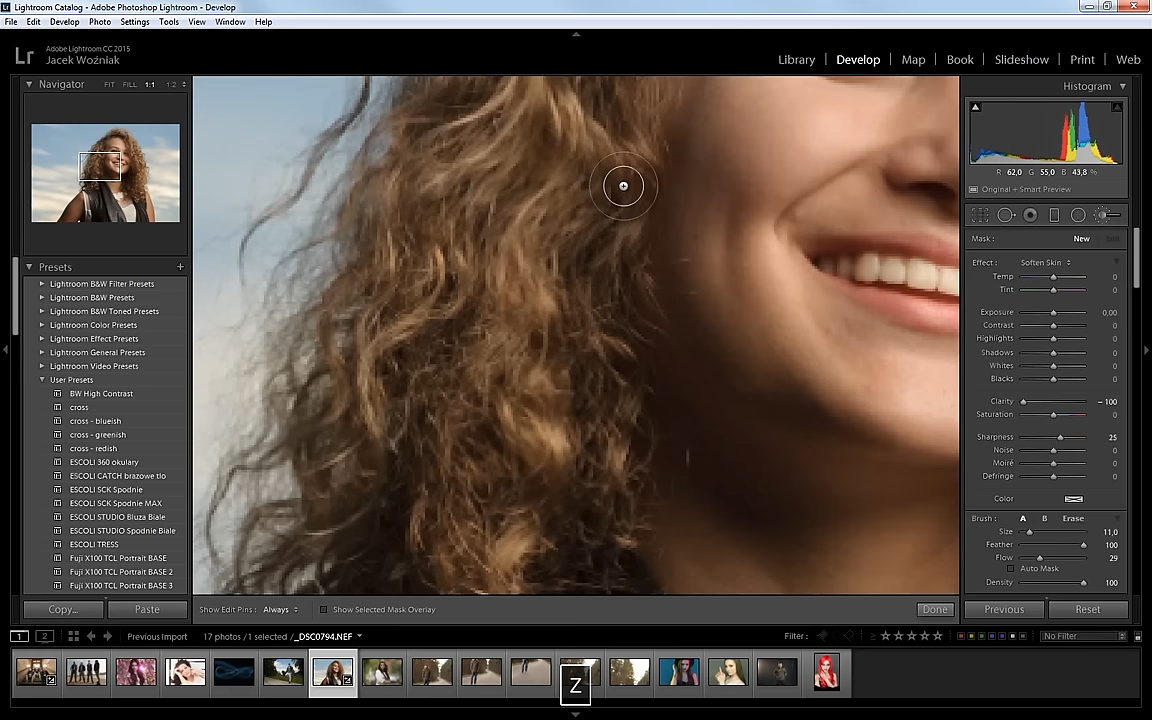 Lightroom Catalog - Adobe Photoshop Lightroom - Develop
File Edit Develop Photo Settings Tools View Window Help
Lr
Adobe Lightroom CC 2015
Jacek Woźniak
Library | Develop | Map | Book | Slideshow | Print | Web
Navigator FIT FILL 1:1 1:2
Presets +
Lightroom B&W Filter Presets
Lightroom B&W Presets
Lightroom B&W Toned Presets
Lightroom Color Presets
Lightroom Effect Presets
Lightroom General Presets
Lightroom Video Presets
User Presets
BW High Contrast
cross
cross - blueish
cross - greenish
cross - redish
ESCOLI 360 okulary
ESCOLI CATCH brazowe tlo
ESCOLI SCK Spodnie
ESCOLI SCK Spodnie MAX
ESCOLI STUDIO Bluza Biale
ESCOLI STUDIO Spodnie Biale
ESCOLI TRESS
Fuji X100 TCL Portrait BASE
Fuji X100 TCL Portrait BASE 2
Fuji X100 TCL Portrait BASE 3
Copy... Paste
Show Edit Pins : Always Show Selected Mask Overlay Done
Histogram
R 62,0 G 55,0 B 43,8 %
Original + Smart Preview
Mask : New Edit
Effect : Soften Skin
Temp 0
Tint 0
Exposure 0,00
Contrast 0
Highlights 0
Shadows 0
Whites 0
Blacks 0
Clarity – 100
Saturation 0
Sharpness 25
Noise 0
Moiré 0
Defringe 0
Color
Brush : A B Erase
Size 11,0
Feather 100
Flow 29
Auto Mask
Density 100
Previous Reset
1 2 Previous Import 17 photos /1 selected /_DSC0794.NEF Filter : ≥ No Filter
Z